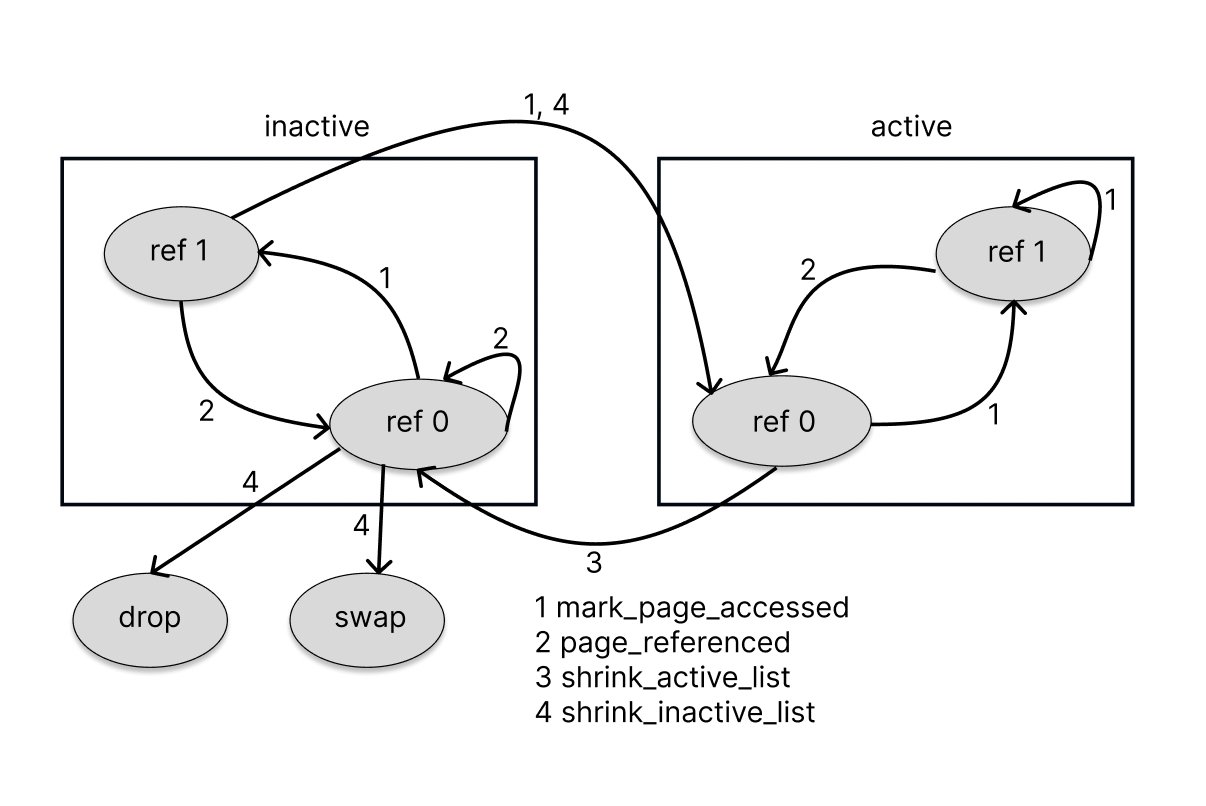 1, 4
inactive
active
ref 1
1
2
2
ref 0
4
4
1
ref 1
2
ref 0
1
3
drop
swap
1 mark_page_accessed
2 page_referenced
3 shrink_active_list
4 shrink_inactive_list